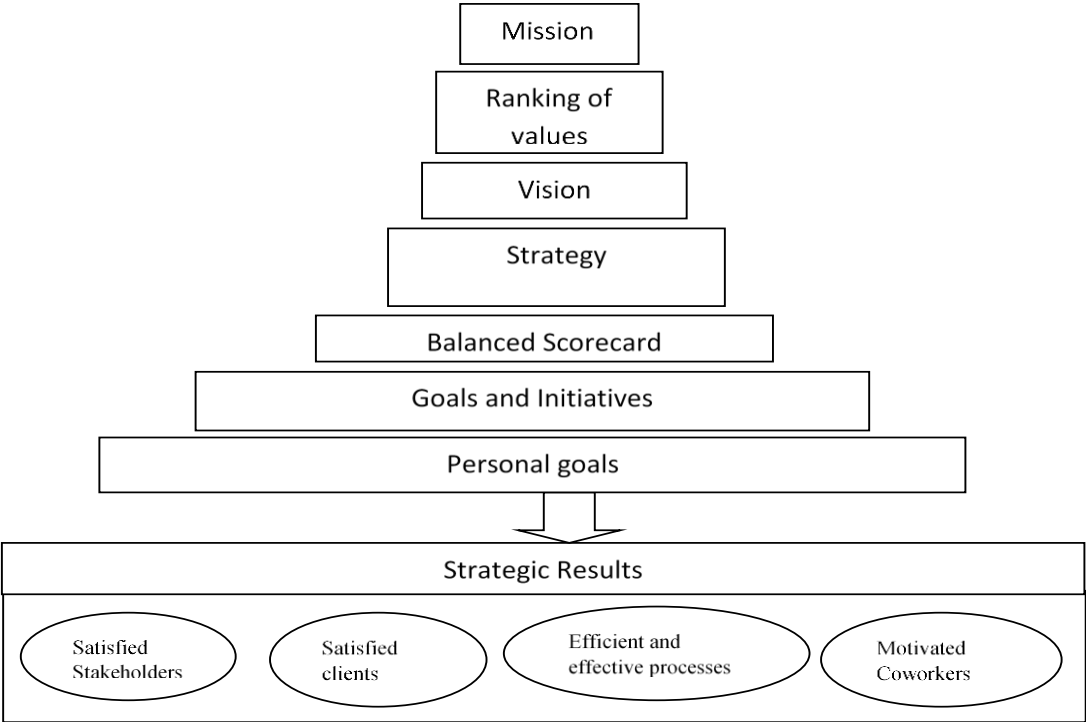 Mission
Ranking of
values
Vision
Strategy
Balanced Scorecard
Goals and Initiatives
Personal goals
Strategic Results
Satisfied
Stakeholders
Satisfied
clients
Efficient and
effective processes
Motivated
Coworkers